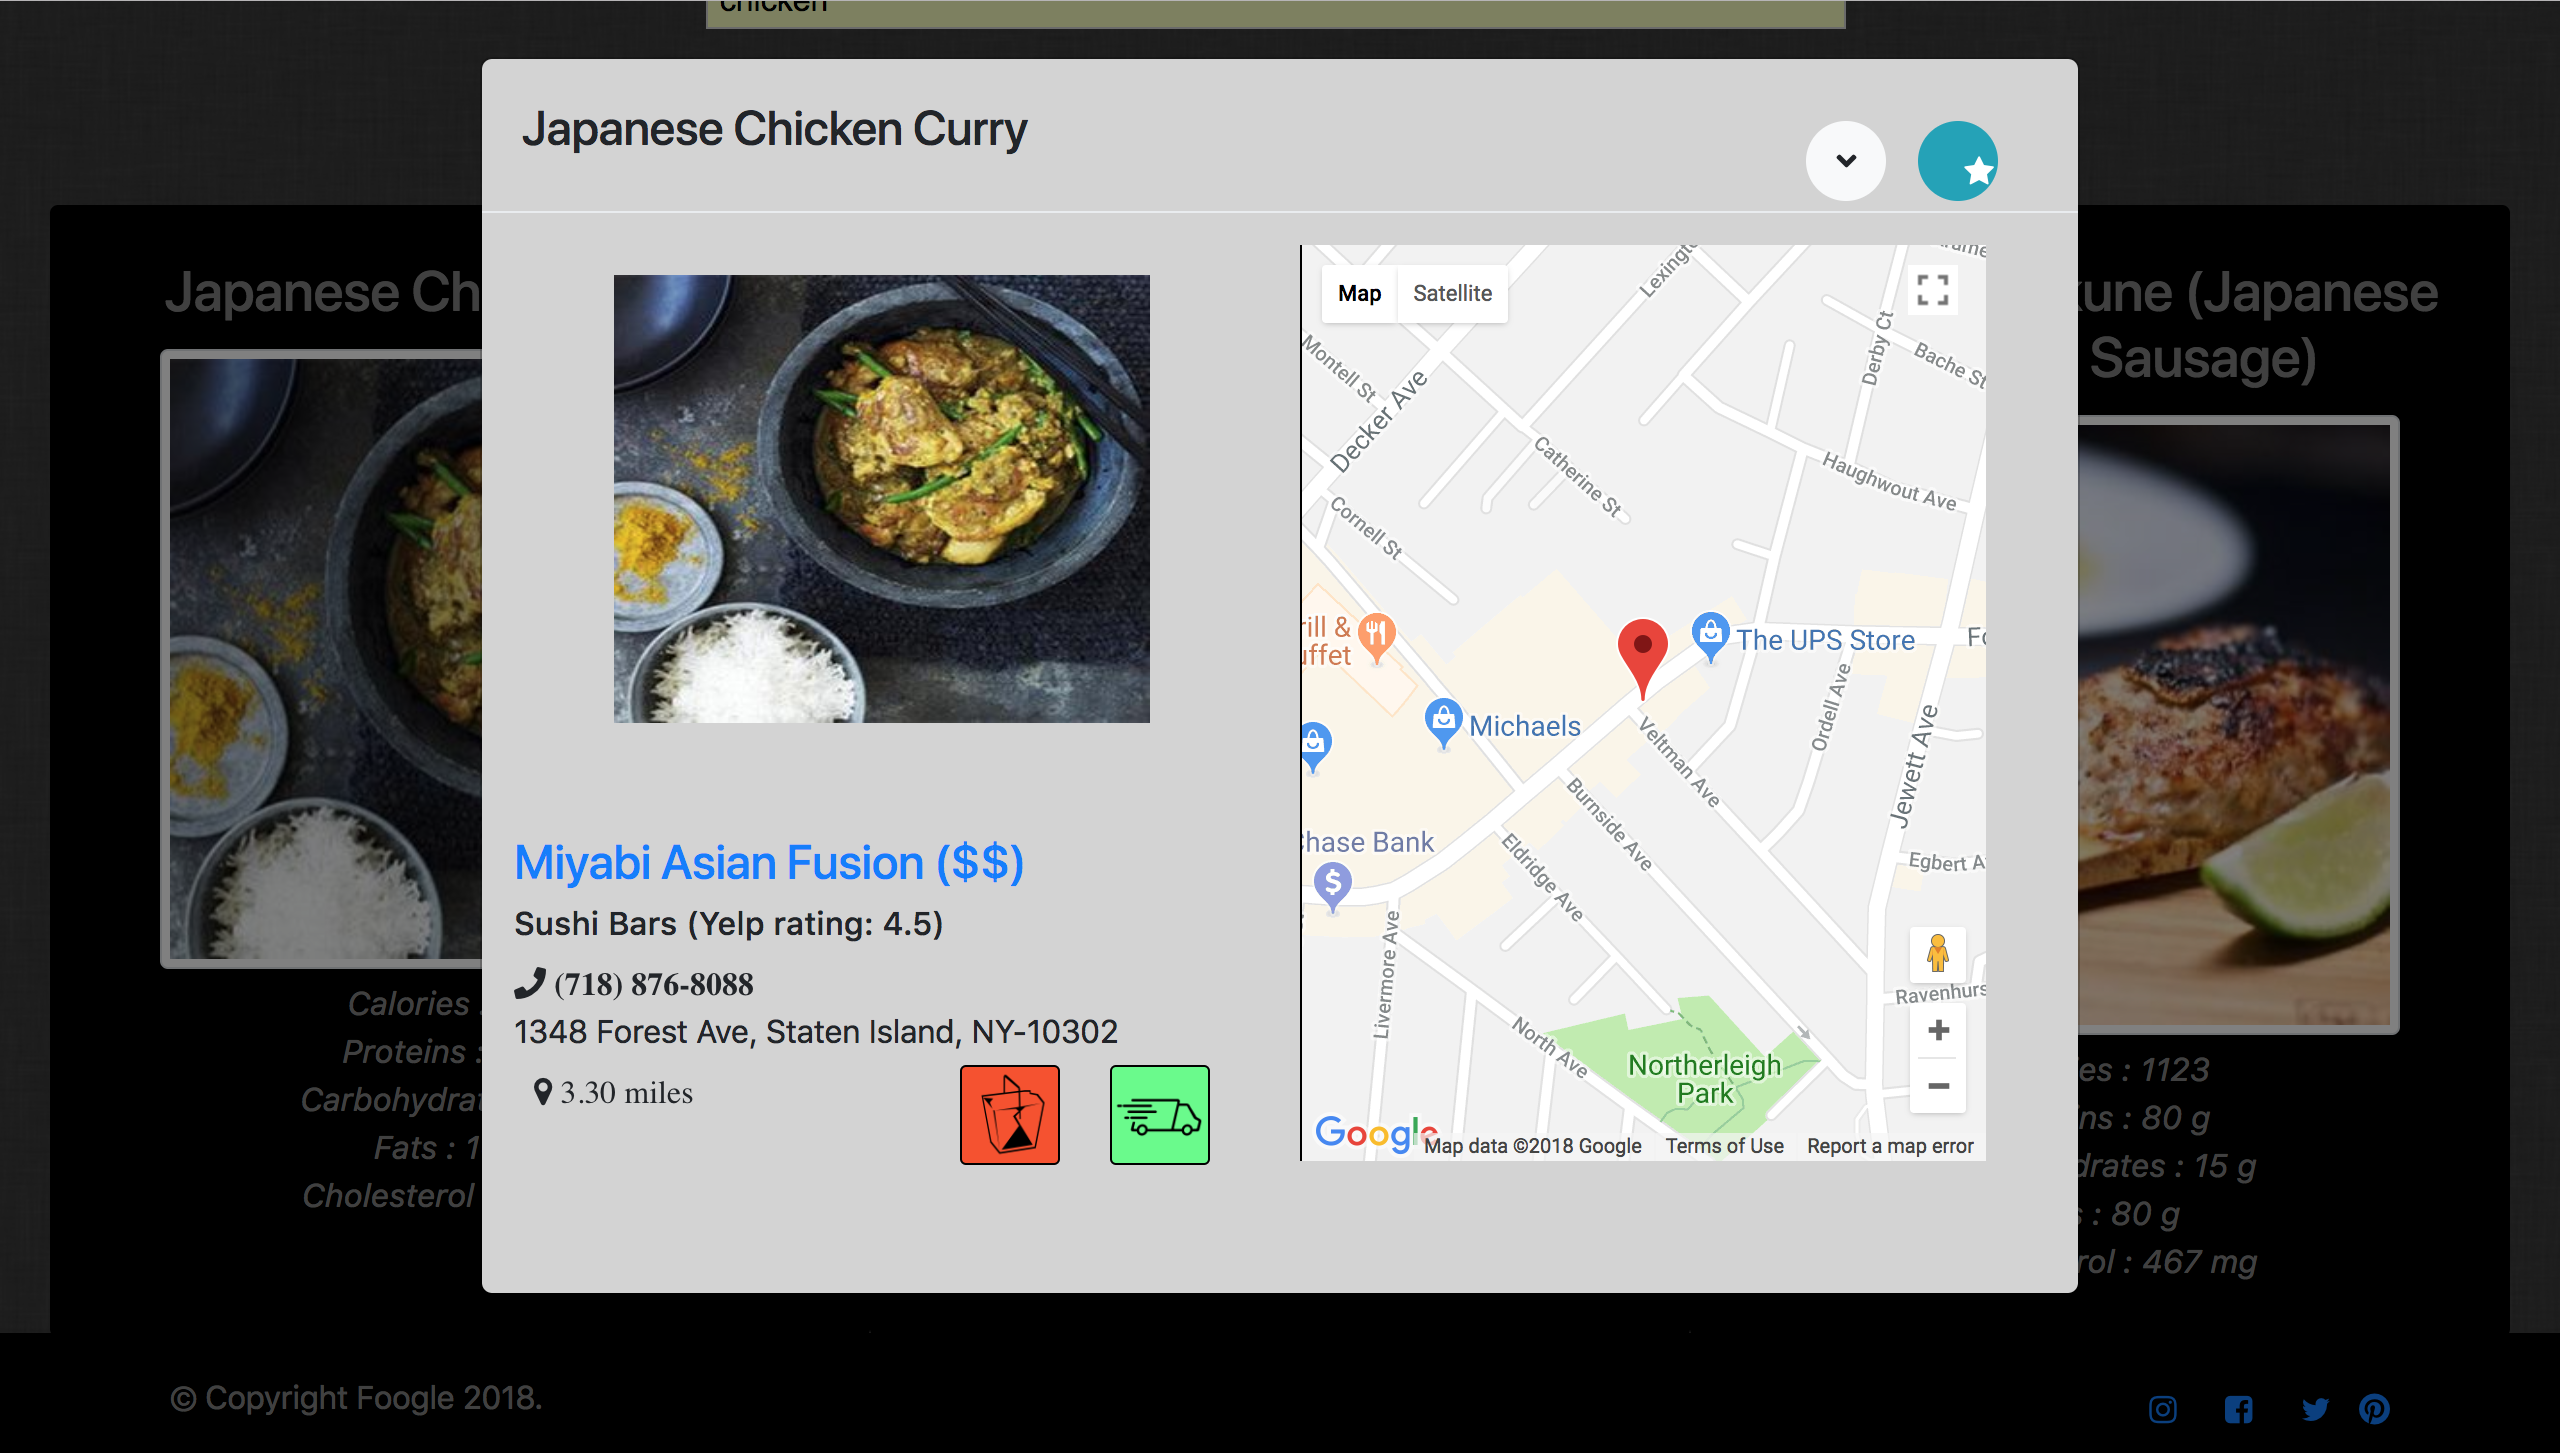 chicken
Japanese Chicken Curry
Japanese Ch
kune (Japanese
Sausage)
Calories :
Proteins :
Carbohydrat
Fats : 1
Cholesterol
Miyabi Asian Fusion ($$)
Sushi Bars (Yelp rating: 4.5)
(718) 876-8088
1348 Forest Ave, Staten Island, NY-10302
3.30 miles
Map
Satellite
Lexingto
Derby Ct
Bache St
Montell St
Decker Ave
Catherine St
Haughwout Ave
Cornell St
rill &
uffet
The UPS Store
Fo
Michaels
Veltman Ave
Ordell Ave
Jewett Ave
Burnside Ave
Chase Bank
$
Eldridge Ave
Egbert A
Livermore Ave
Ravenhurs
North Ave
Northerleigh
Park
Google
Map data ©2018 Google
Terms of Use
Report a map error
es : 1123
ns : 80 g
drates : 15 g
s : 80 g
rol : 467 mg
© Copyright Foogle 2018.